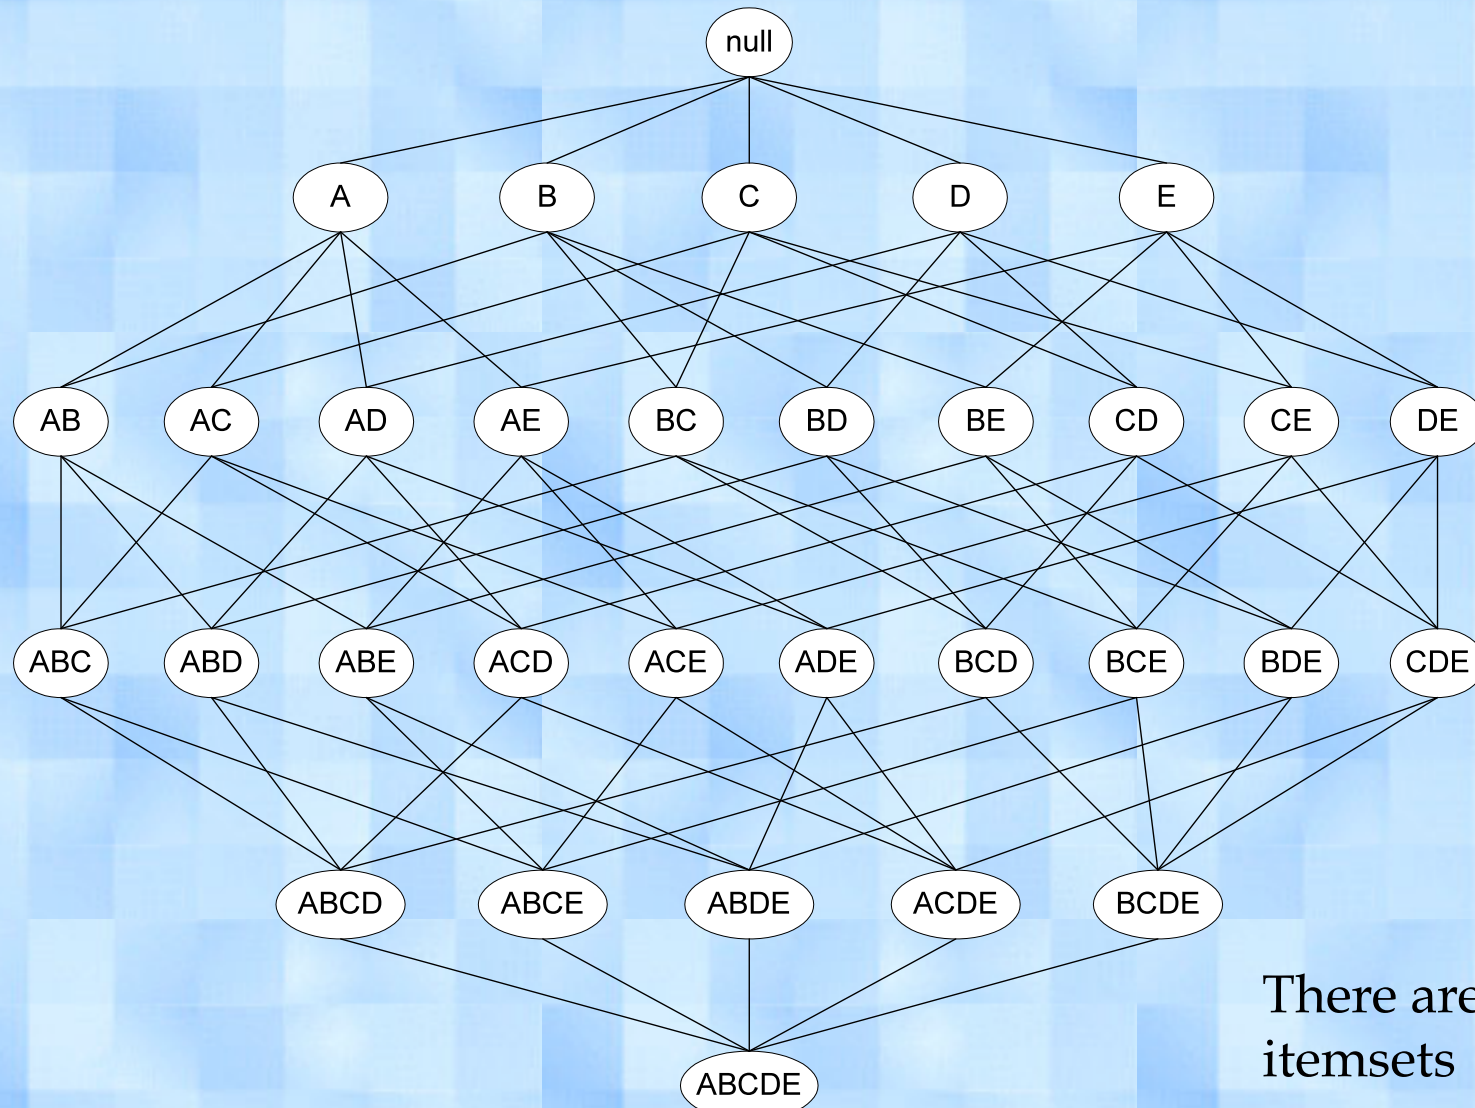 null
A B C D E
AB AC AD AE BC BD BE CD CE DE
ABC ABD ABE ACD ACE ADE BCD BCE BDE CDE
ABCD ABCE ABDE ACDE BCDE
ABCDE
There are
itemsets